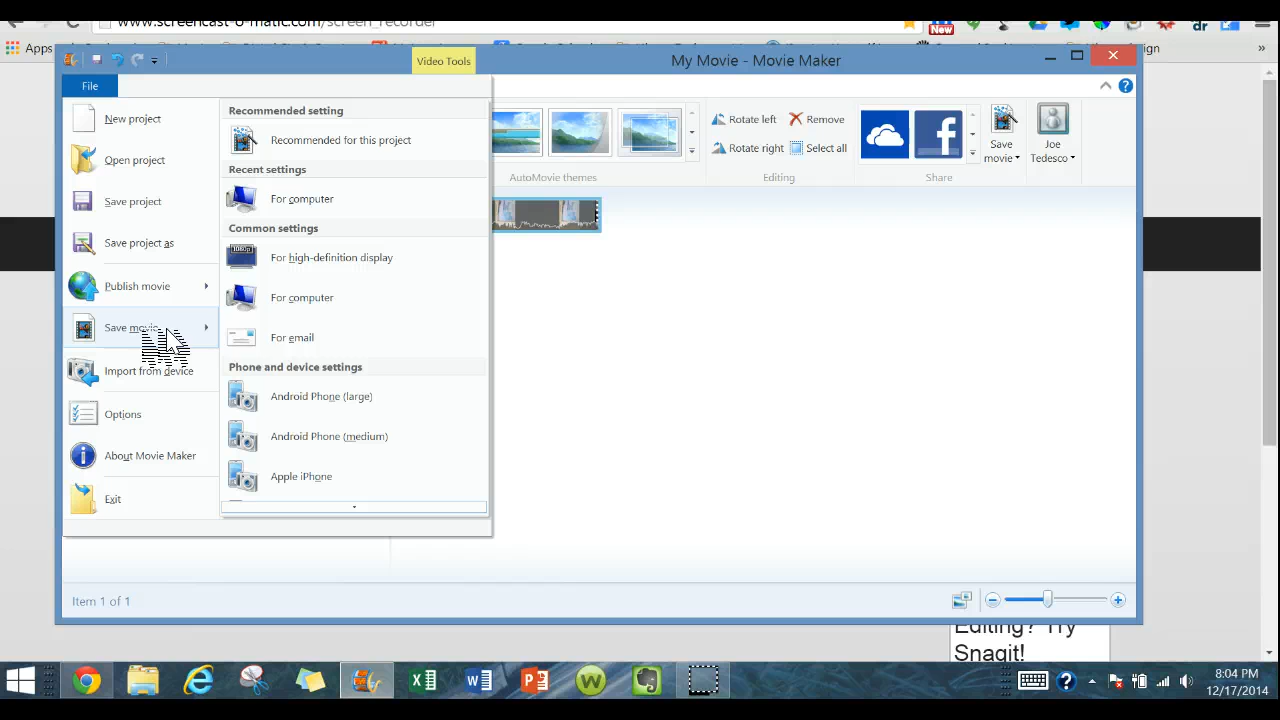 www.screencast-o-matic.com/screen_recorder
New
dr
Apps
»
Video Tools
My Movie - Movie Maker
File
New project
Open project
Save project
Save project as
Publish movie
Save movie
Import from device
Options
About Movie Maker
Exit
Recommended setting
Recommended for this project
Recent settings
For computer
Common settings
1080p
For high-definition display
For computer
For email
Phone and device settings
Android Phone (large)
Android Phone (medium)
Apple iPhone
AutoMovie themes
Rotate left
Remove
Rotate right
Select all
Editing
Share
Save movie
Joe Tedesco
Item 1 of 1
Editing? Try
Snagit!
8:04 PM
12/17/2014